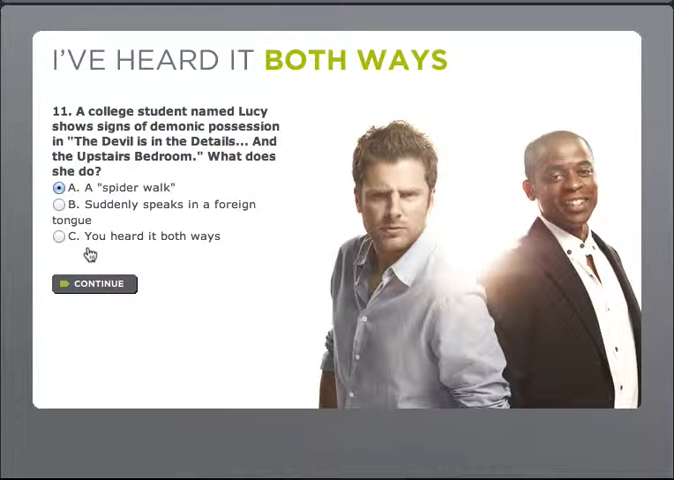 I'VE HEARD IT BOTH WAYS
11. A college student named Lucy
shows signs of demonic possession
in "The Devil is in the Details... And
the Upstairs Bedroom." What does
she do?
A. A "spider walk"
B. Suddenly speaks in a foreign
tongue
C. You heard it both ways
CONTINUE